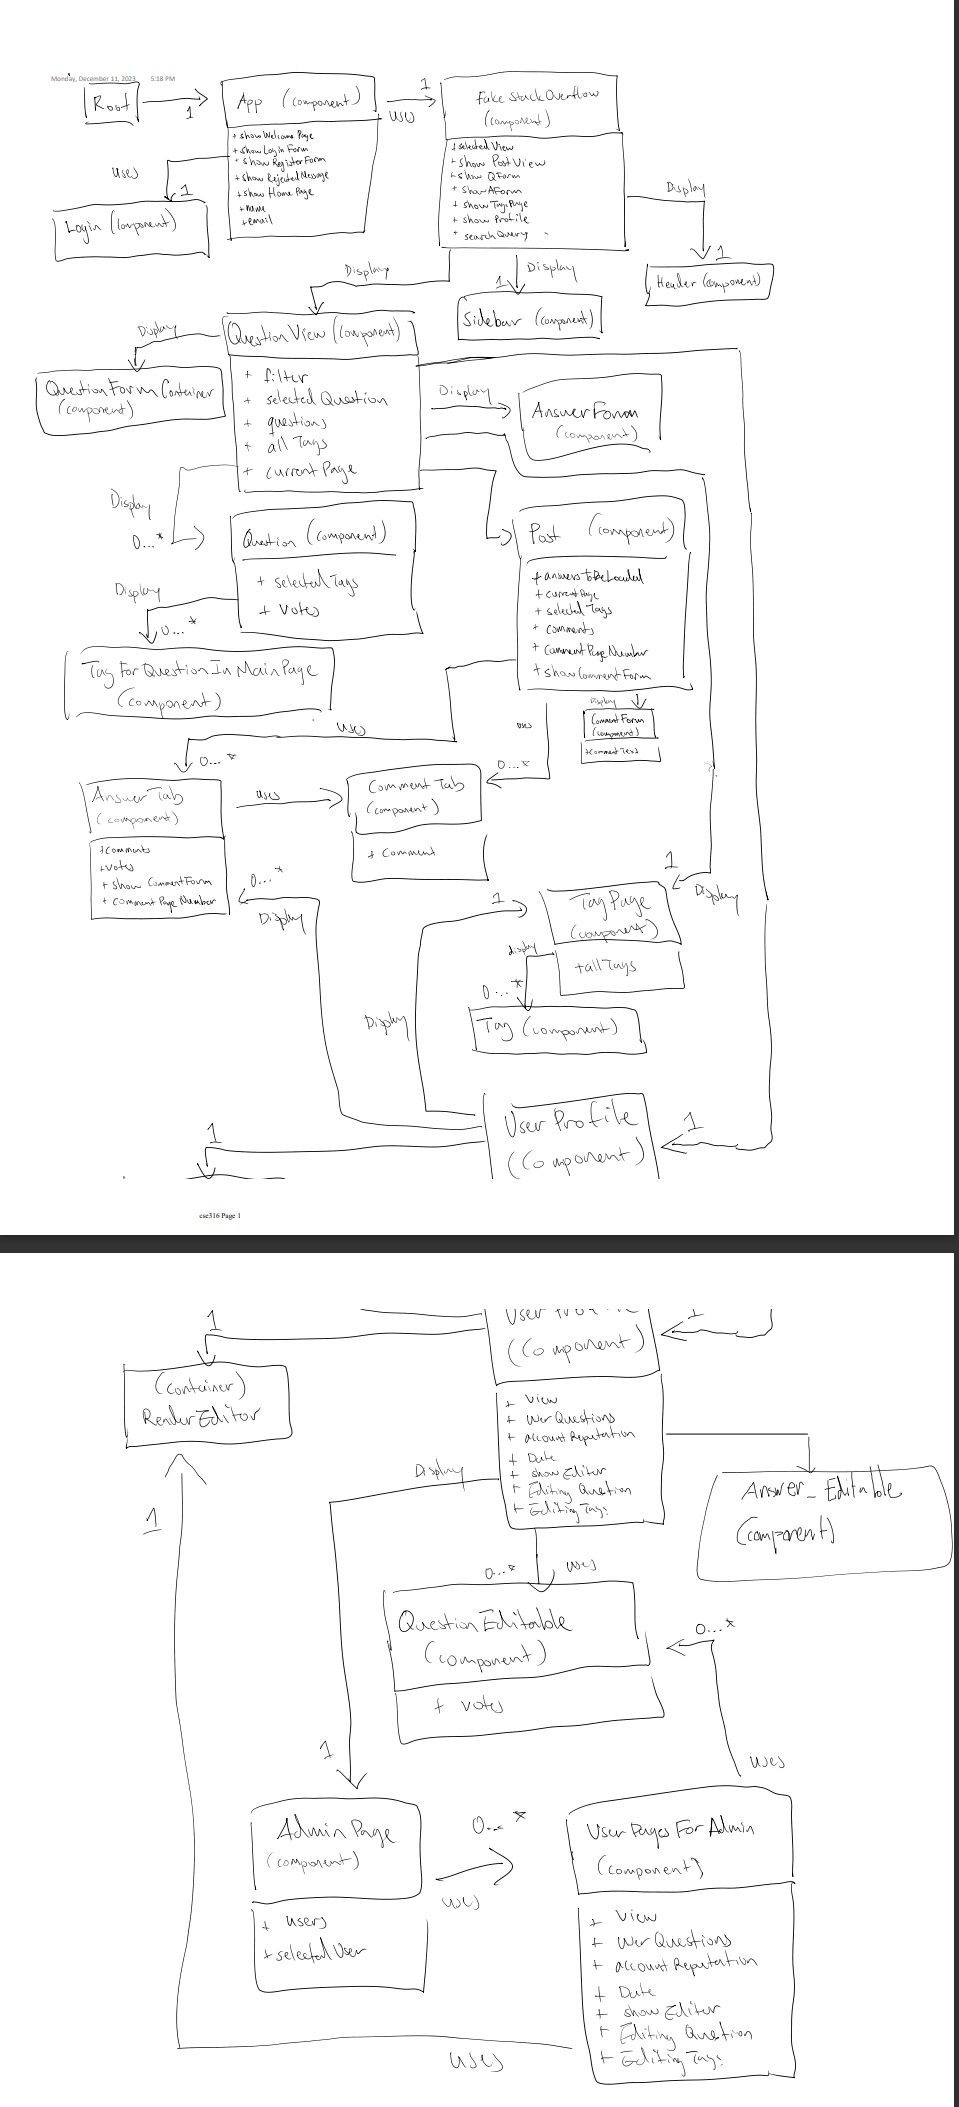 Monday, December 11, 2023 5:18 PM
Root
1
App (component)
+ show Welcome Page
+ show Login Form
+ show Register Form
+ show Rejected Message
+ show Home Page
+ name
+ email
1
uses
Fake Stack Overflow
(component)
+ selected View
+ show Post View
+ show QForm
+ show AForm
+ show Tags Page
+ show Profile
+ search Query
uses
1
Login (component)
Display
1
Header (component)
Display
Display
1
Sidebar (component)
Question View (component)
+ filter
+ selected Question
+ questions
+ all Tags
+ current Page
Display
Question Form Container
(component)
Display
Answer Form
(component)
Display
0...*
Question (component)
+ selected Tags
+ Votes
Post (component)
+ answers To Be Loaded
+ current Page
+ selected Tags
+ comments
+ comment Page Number
+ show Comment Form
Display
0...*
Tag For Question In Main Page
(component)
Display
Comment Form
(component)
+ Comment Text
uses
0...*
uses
0...*
Answer Tab
(component)
+ Comments
+ Votes
+ show Comment Form
+ Comment Page Number
uses
Comment Tab
(component)
+ Comment
0...*
Display
1
Display
1
Tag Page
(component)
+ all Tags
display
0...*
Tag (component)
Display
User Profile
(Component)
1
1
cse316 Page 1
1
User Profile
(Component)
1
(Container)
Render Editor
+ View
+ User Questions
+ account Reputation
+ Date
+ show Editor
+ Editing Question
+ Editing Tags
Display
Answer_Editable
(component)
1
0...*
uses
Question Editable
(component)
+ votes
0...*
uses
1
Admin Page
(component)
+ users
+ selected User
0...*
uses
User Pages For Admin
(component)
+ View
+ User Questions
+ account Reputation
+ Date
+ show Editor
+ Editing Question
+ Editing Tags
uses